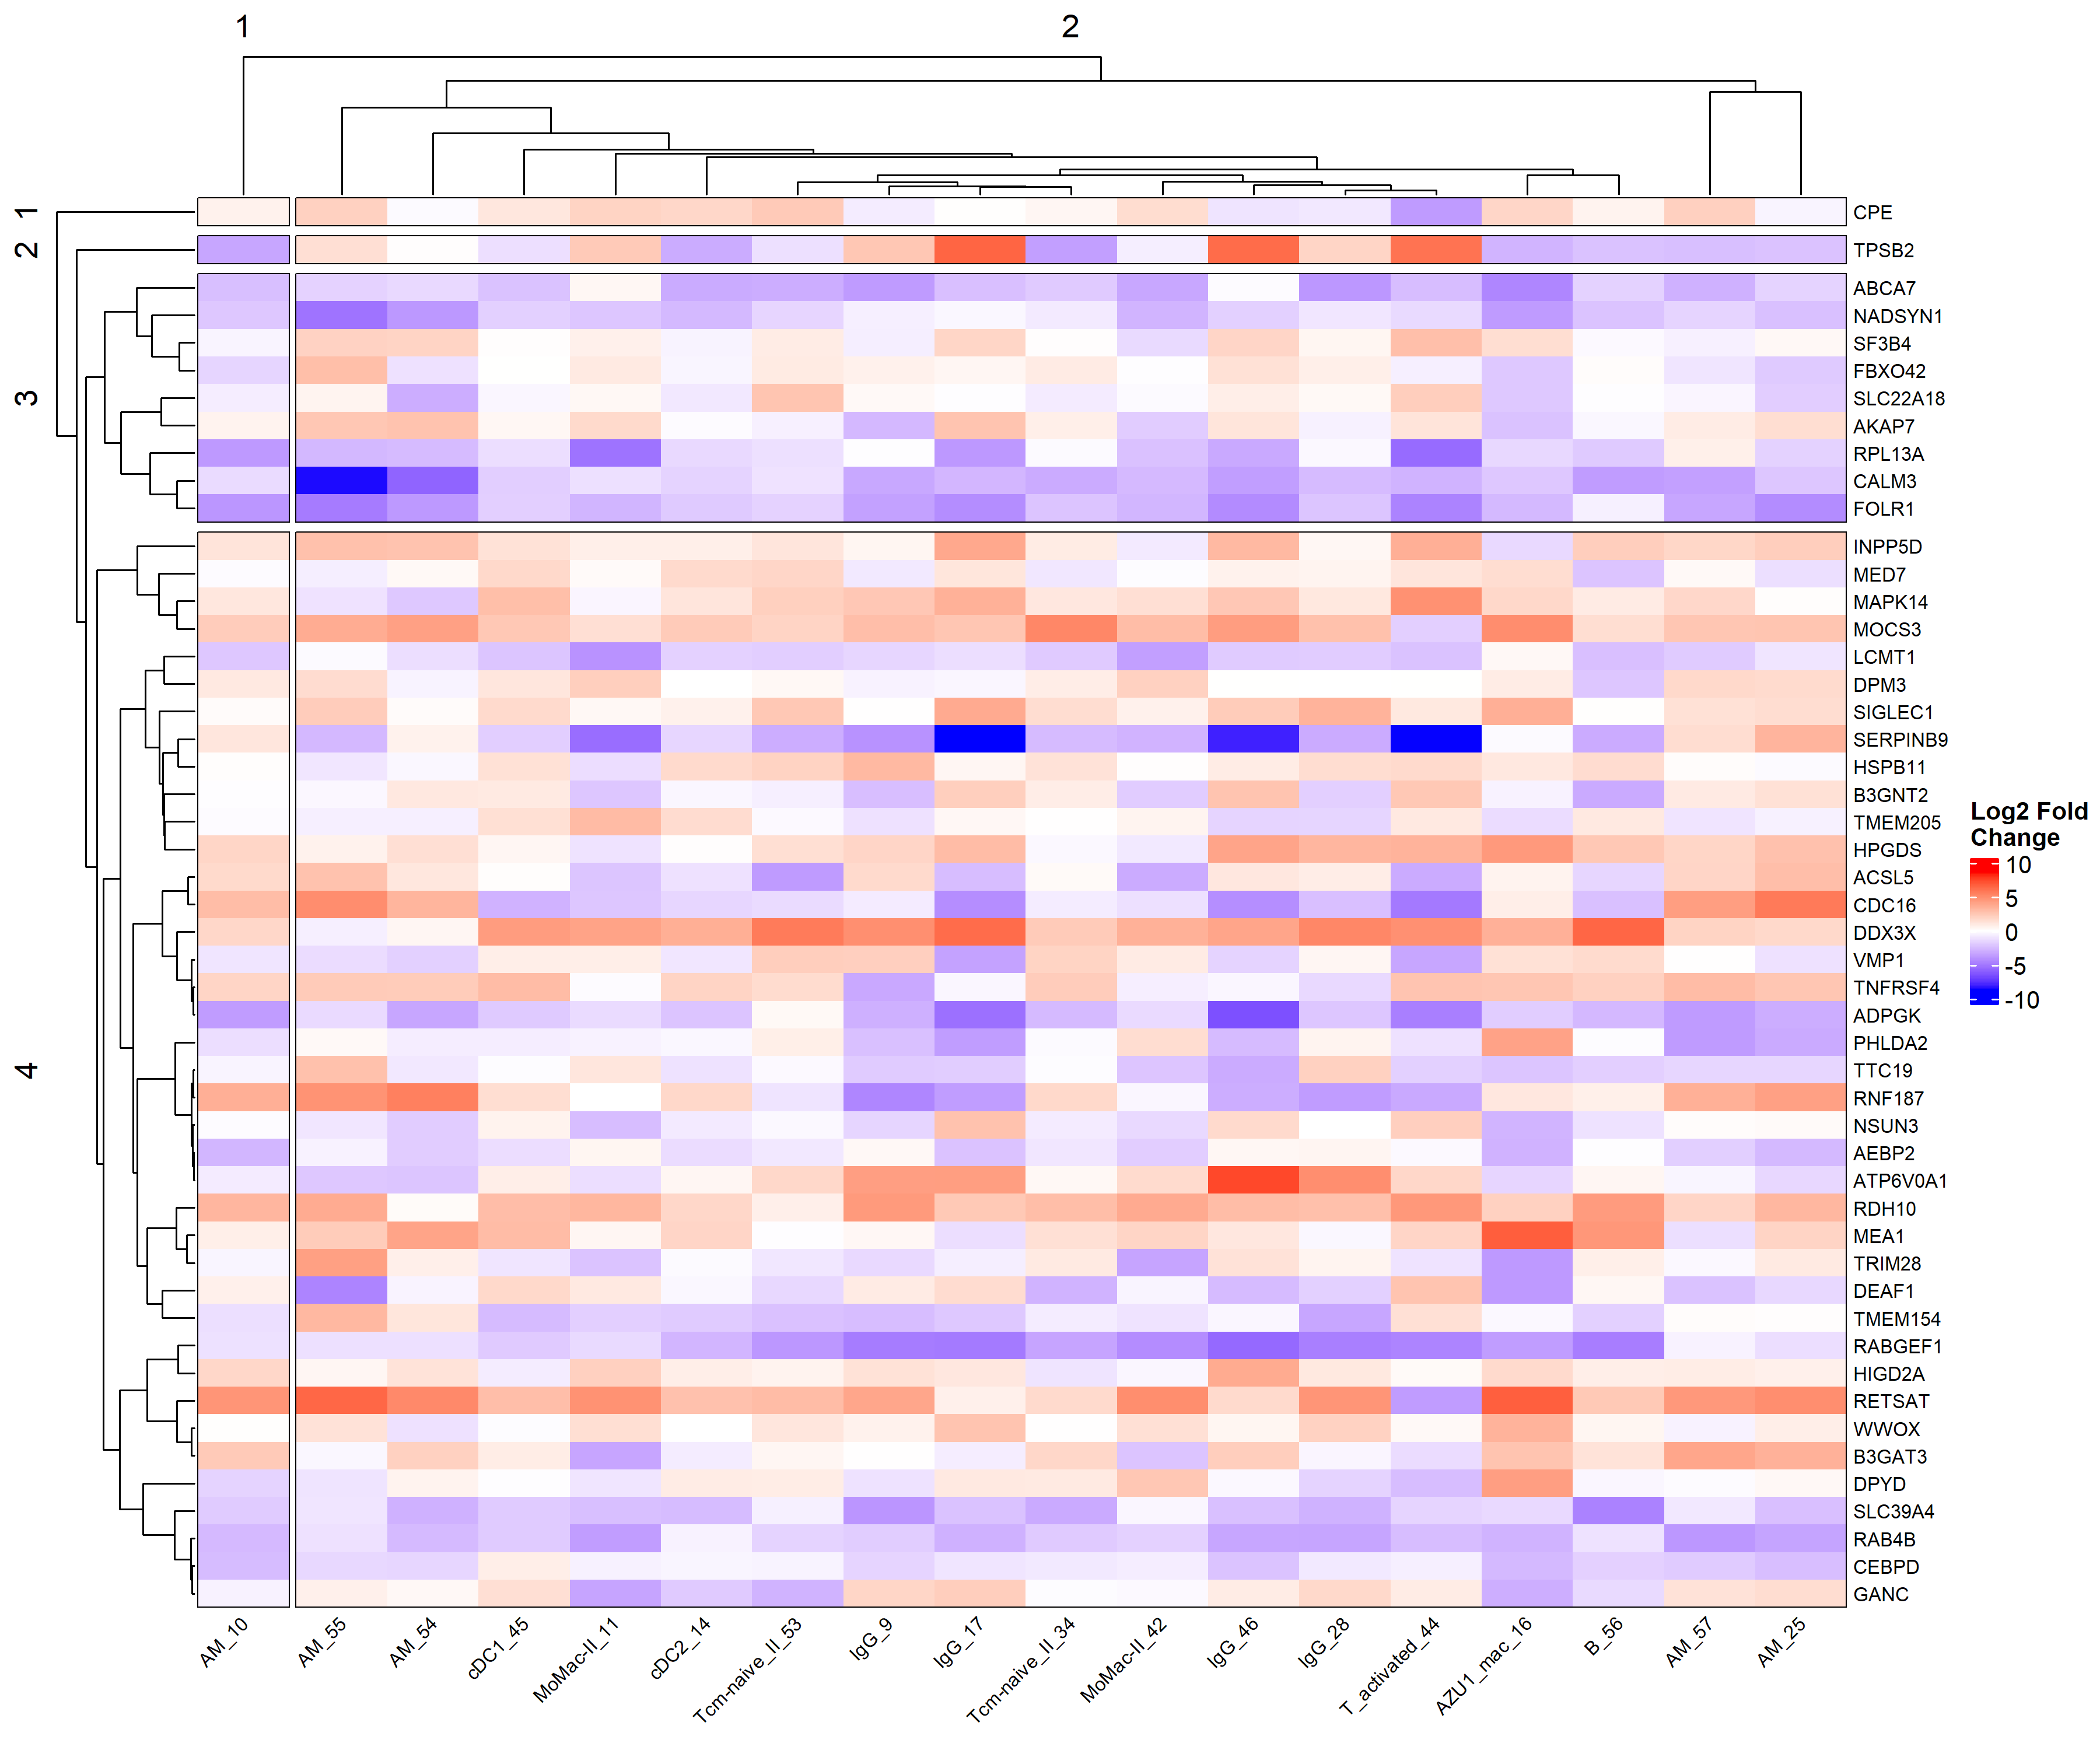 1
2
1
CPE
2
TPSB2
3
ABCA7
NADSYN1
SF3B4
FBXO42
SLC22A18
AKAP7
RPL13A
CALM3
FOLR1
4
INPP5D
MED7
MAPK14
MOCS3
LCMT1
DPM3
SIGLEC1
SERPINB9
HSPB11
B3GNT2
TMEM205
HPGDS
ACSL5
CDC16
DDX3X
VMP1
TNFRSF4
ADPGK
PHLDA2
TTC19
RNF187
NSUN3
AEBP2
ATP6V0A1
RDH10
MEA1
TRIM28
DEAF1
TMEM154
RABGEF1
HIGD2A
RETSAT
WWOX
B3GAT3
DPYD
SLC39A4
RAB4B
CEBPD
GANC
Log2 Fold
Change
10
5
0
-5
-10
AM_10
AM_55
AM_54
cDC1_45
MoMac-II_11
cDC2_14
Tcm-naive_II_53
IgG_9
IgG_17
Tcm-naive_II_34
MoMac-II_42
IgG_46
IgG_28
T_activated_44
AZU1_mac_16
B_56
AM_57
AM_25